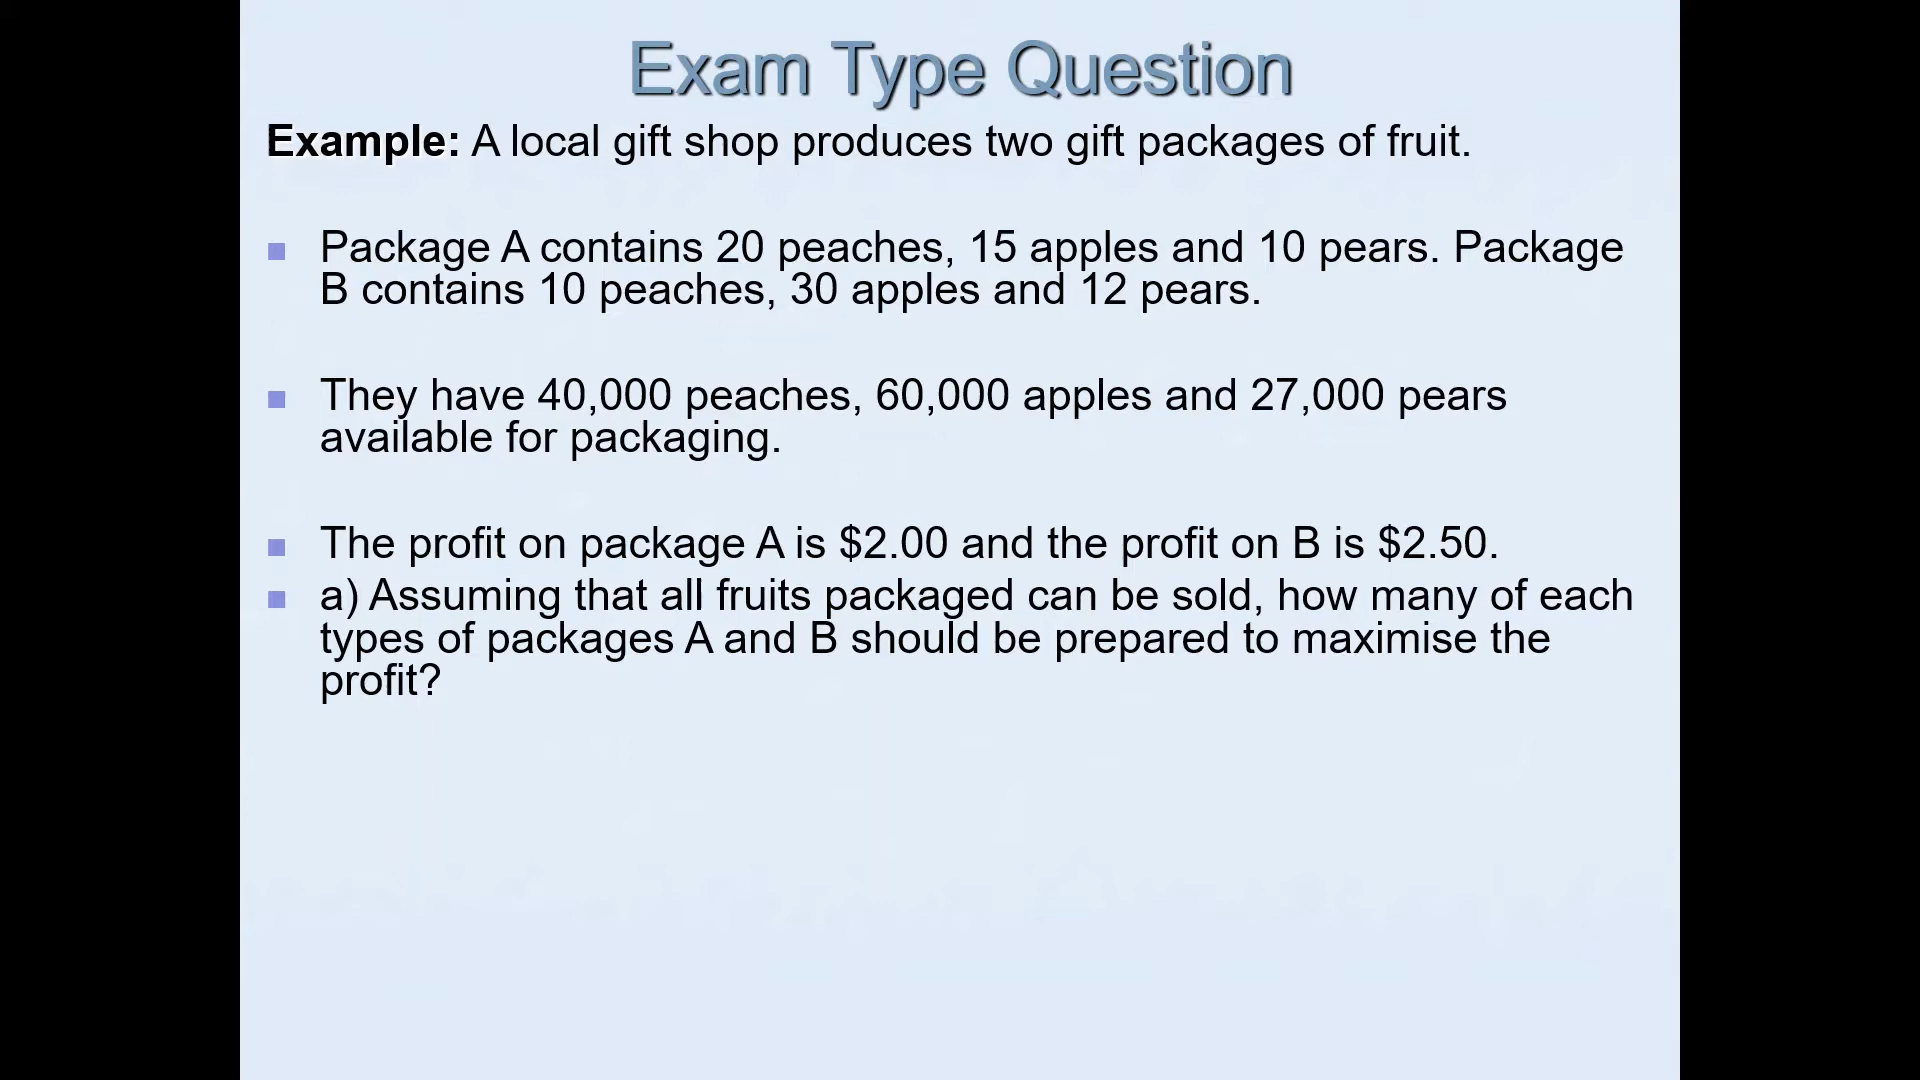 Exam Type Question
Example: A local gift shop produces two gift packages of fruit.
Package A contains 20 peaches, 15 apples and 10 pears. Package
B contains 10 peaches, 30 apples and 12 pears.
They have 40,000 peaches, 60,000 apples and 27,000 pears
available for packaging.
The profit on package A is $2.00 and the profit on B is $2.50.
a) Assuming that all fruits packaged can be sold, how many of each
types of packages A and B should be prepared to maximise the
profit?